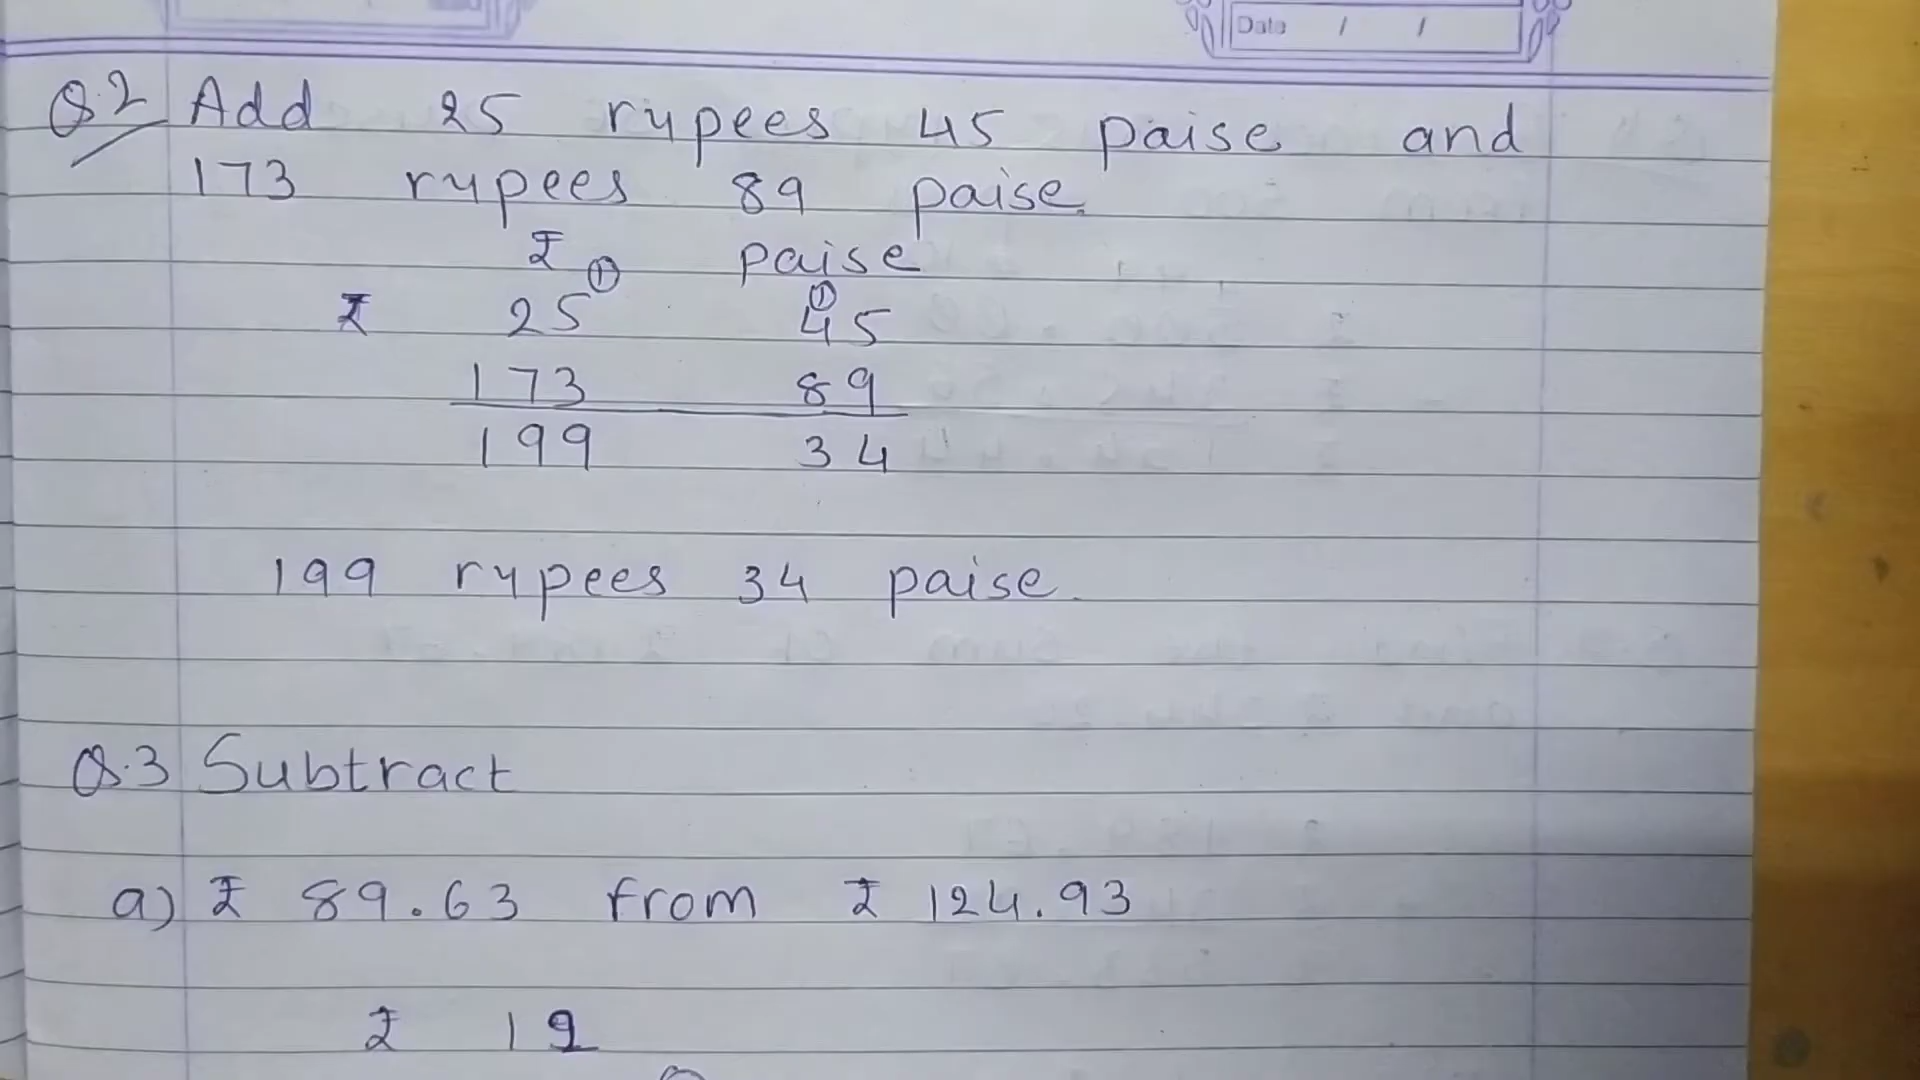 Date / /
Q.2 Add 25 rupees 45 paise and
173 rupees 89 paise.
₹ ① paise
①
₹ 25 45
173 89
199 34
199 rupees 34 paise.
Q.3 Subtract
a) ₹ 89.63 from ₹ 124.93
₹ 1